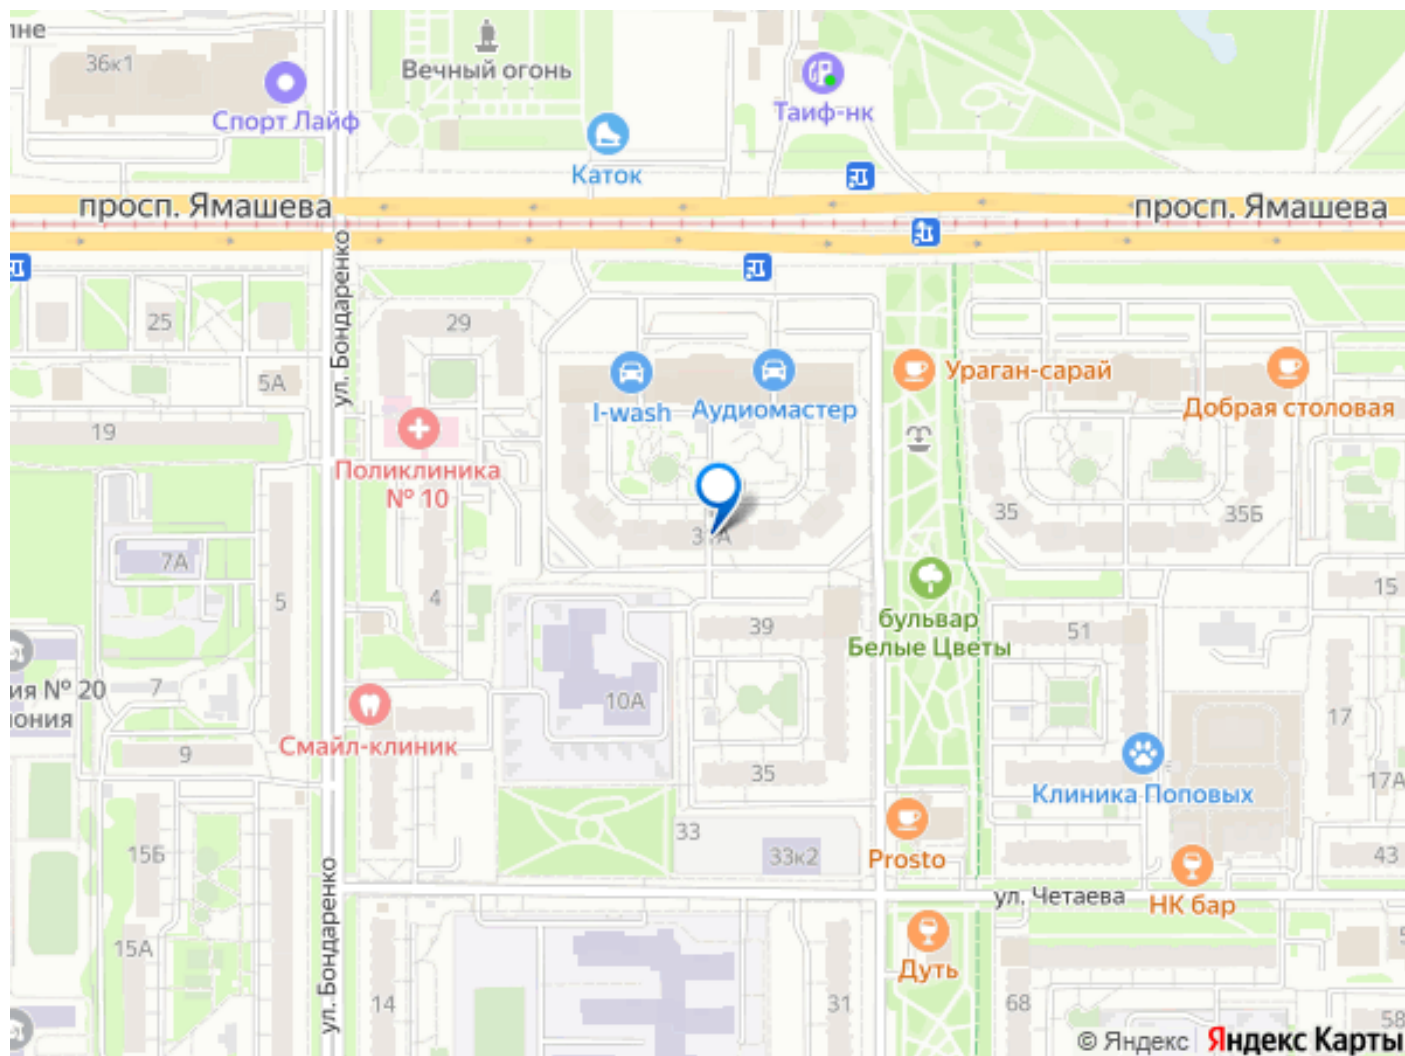 36к1
Вечный огонь
Спорт Лайф
Таиф-нк
Каток
просп. Ямашева
просп. Ямашева
ул. Бондаренко
25
29
5А
I-wash
Аудиомастер
Ураган-сарай
Добрая столовая
19
Поликлиника
№ 10
35
35Б
7А
5
4
39
бульвар
Белые Цветы
51
15
ия № 20
7
10А
17
Смайл-клиник
9
35
Клиника Поповых
17А
15Б
33
33к2
Prosto
43
ул. Бондаренко
ул. Четаева
НК бар
15А
Дуть
14
31
68
58
© Яндекс
Яндекс Карты